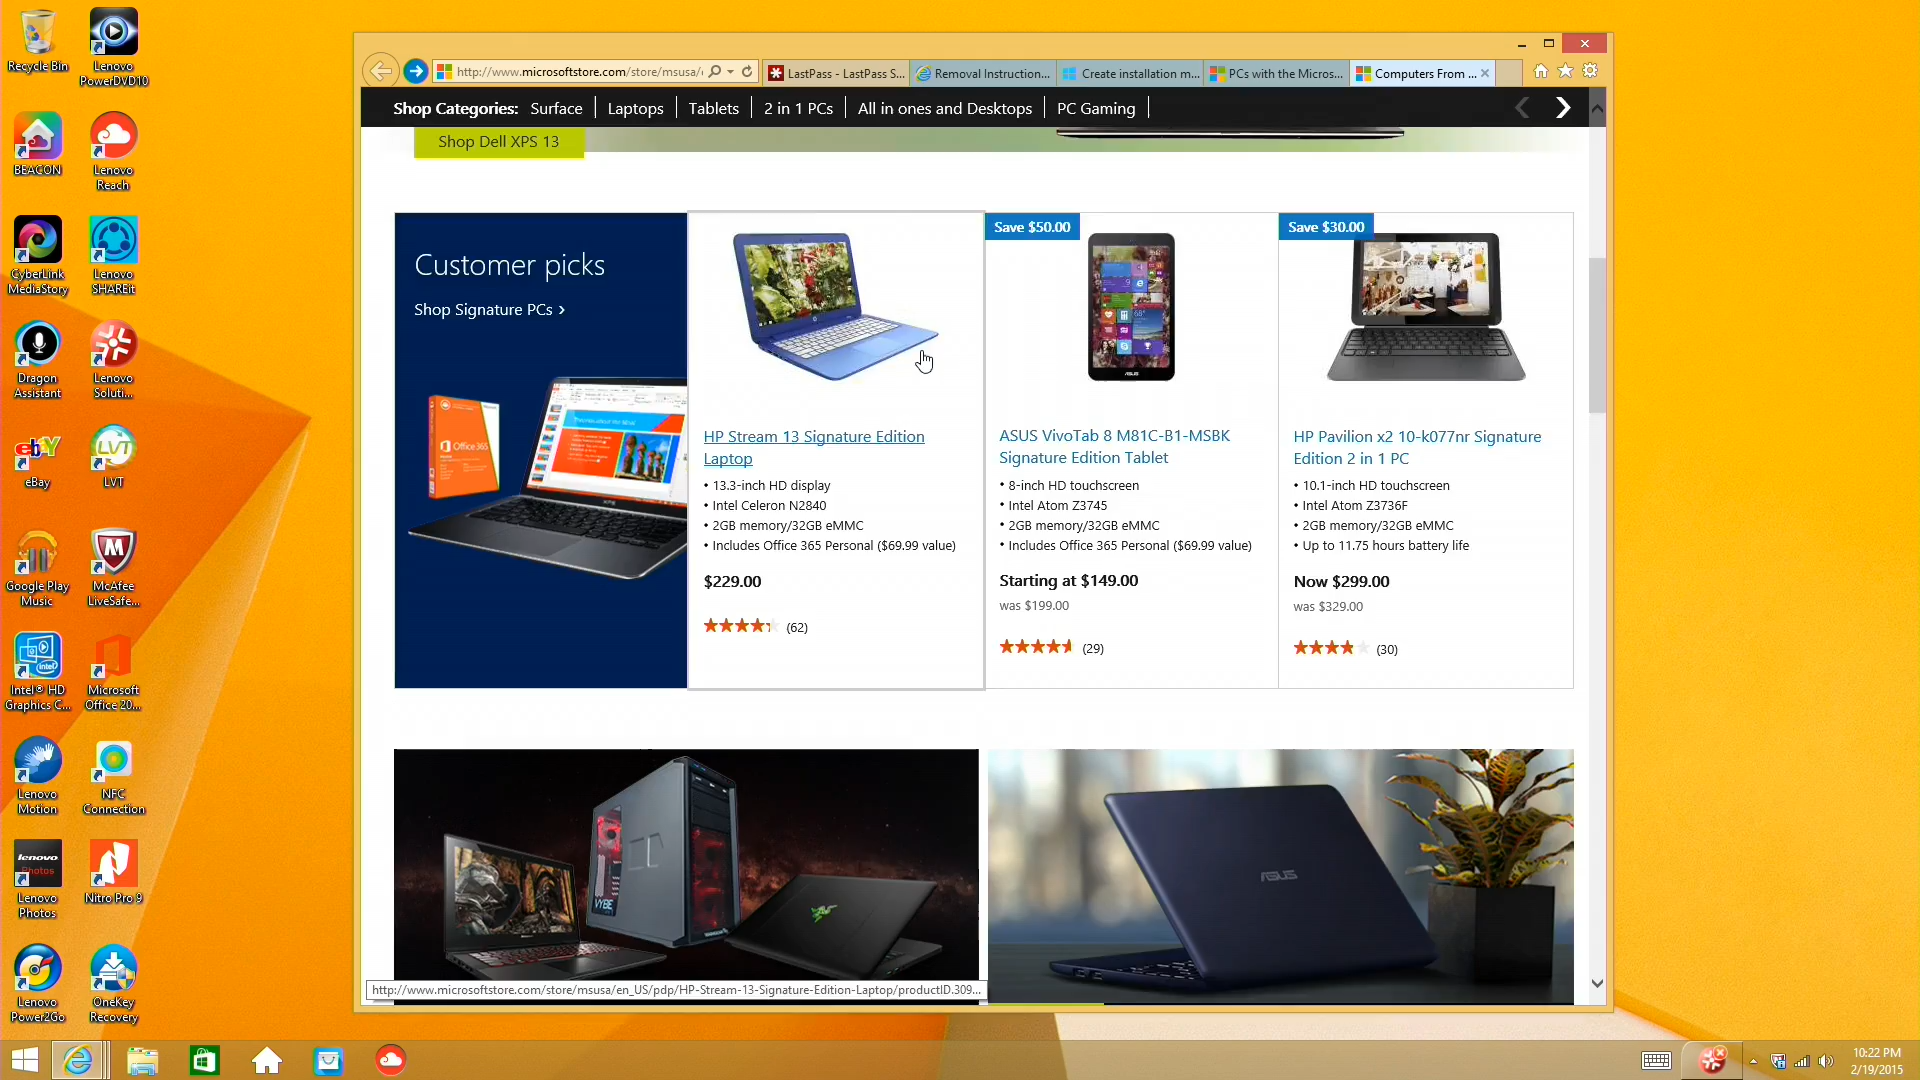 Recycle Bin
Lenovo
PowerDVD10
BEACON
Lenovo
Reach
CyberLink
MediaStory
Lenovo
SHAREit
Dragon
Assistant
Lenovo
Soluti...
eBay
LVT
LVT
Google Play
Music
McAfee
LiveSafe...
Intel® HD
Graphics C...
Microsoft
Office 20...
Lenovo
Motion
NFC
Connection
lenovo
Photos
Lenovo
Photos
Nitro Pro 9
Lenovo
Power2Go
OneKey
Recovery
http://www.microsoftstore.com/store/msusa/
LastPass - LastPass S...
Removal Instruction...
Create installation m...
PCs with the Micros...
Computers From ...
Shop Categories: Surface Laptops Tablets 2 in 1 PCs All in ones and Desktops PC Gaming
Shop Dell XPS 13
Customer picks
Shop Signature PCs ›
Office 365
HP Stream 13 Signature Edition
Laptop
• 13.3-inch HD display
• Intel Celeron N2840
• 2GB memory/32GB eMMC
• Includes Office 365 Personal ($69.99 value)
$229.00
(62)
Save $50.00
ASUS
ASUS VivoTab 8 M81C-B1-MSBK
Signature Edition Tablet
• 8-inch HD touchscreen
• Intel Atom Z3745
• 2GB memory/32GB eMMC
• Includes Office 365 Personal ($69.99 value)
Starting at $149.00
was $199.00
(29)
Save $30.00
HP Pavilion x2 10-k077nr Signature
Edition 2 in 1 PC
• 10.1-inch HD touchscreen
• Intel Atom Z3736F
• 2GB memory/32GB eMMC
• Up to 11.75 hours battery life
Now $299.00
was $329.00
(30)
VYBE
ASUS
http://www.microsoftstore.com/store/msusa/en_US/pdp/HP-Stream-13-Signature-Edition-Laptop/productID.309...
10:22 PM
2/19/2015